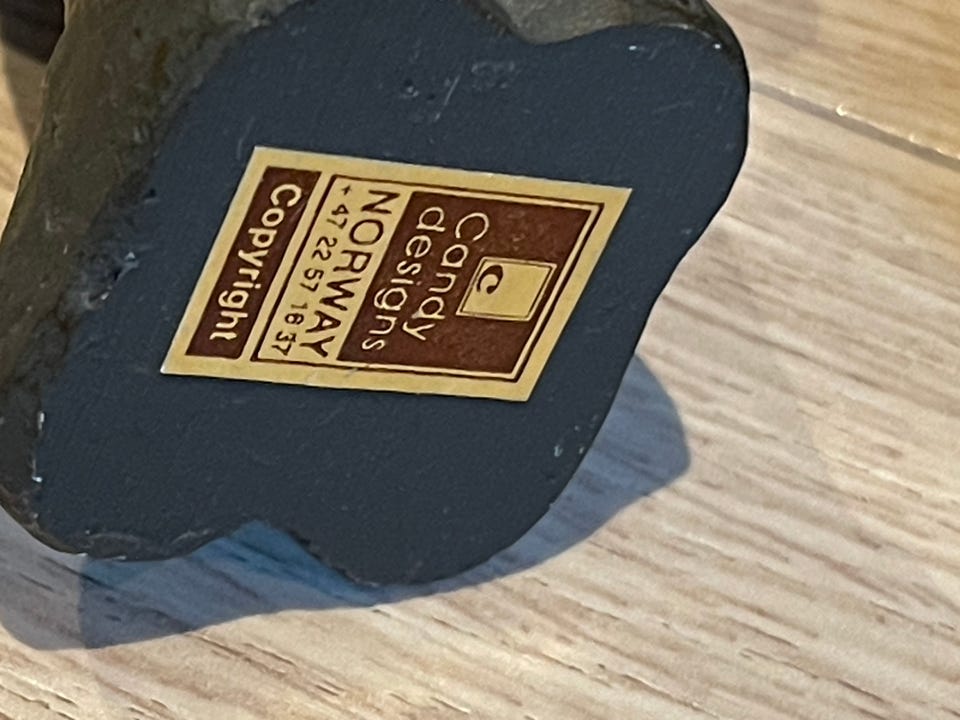 c
Candy
designs
NORWAY
+ 47 22 57 16 37
Copyright